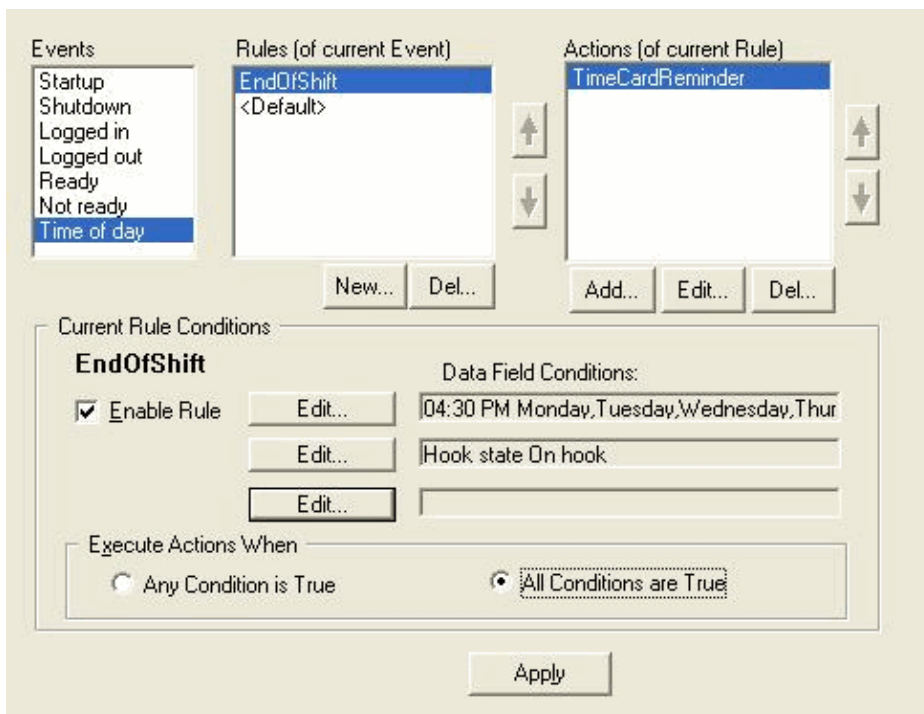 Events
Startup
Shutdown
Logged in
Logged out
Ready
Not ready
Time of day
Rules (of current Event)
EndOfShift
<Default>
New...
Del...
Actions (of current Rule)
TimeCardReminder
Add...
Edit...
Del...
Current Rule Conditions
EndOfShift
Data Field Conditions:
Enable Rule
Edit...
04:30 PM Monday,Tuesday,Wednesday,Thur
Edit...
Hook state On hook
Edit...
Execute Actions When
Any Condition is True
All Conditions are True
Apply